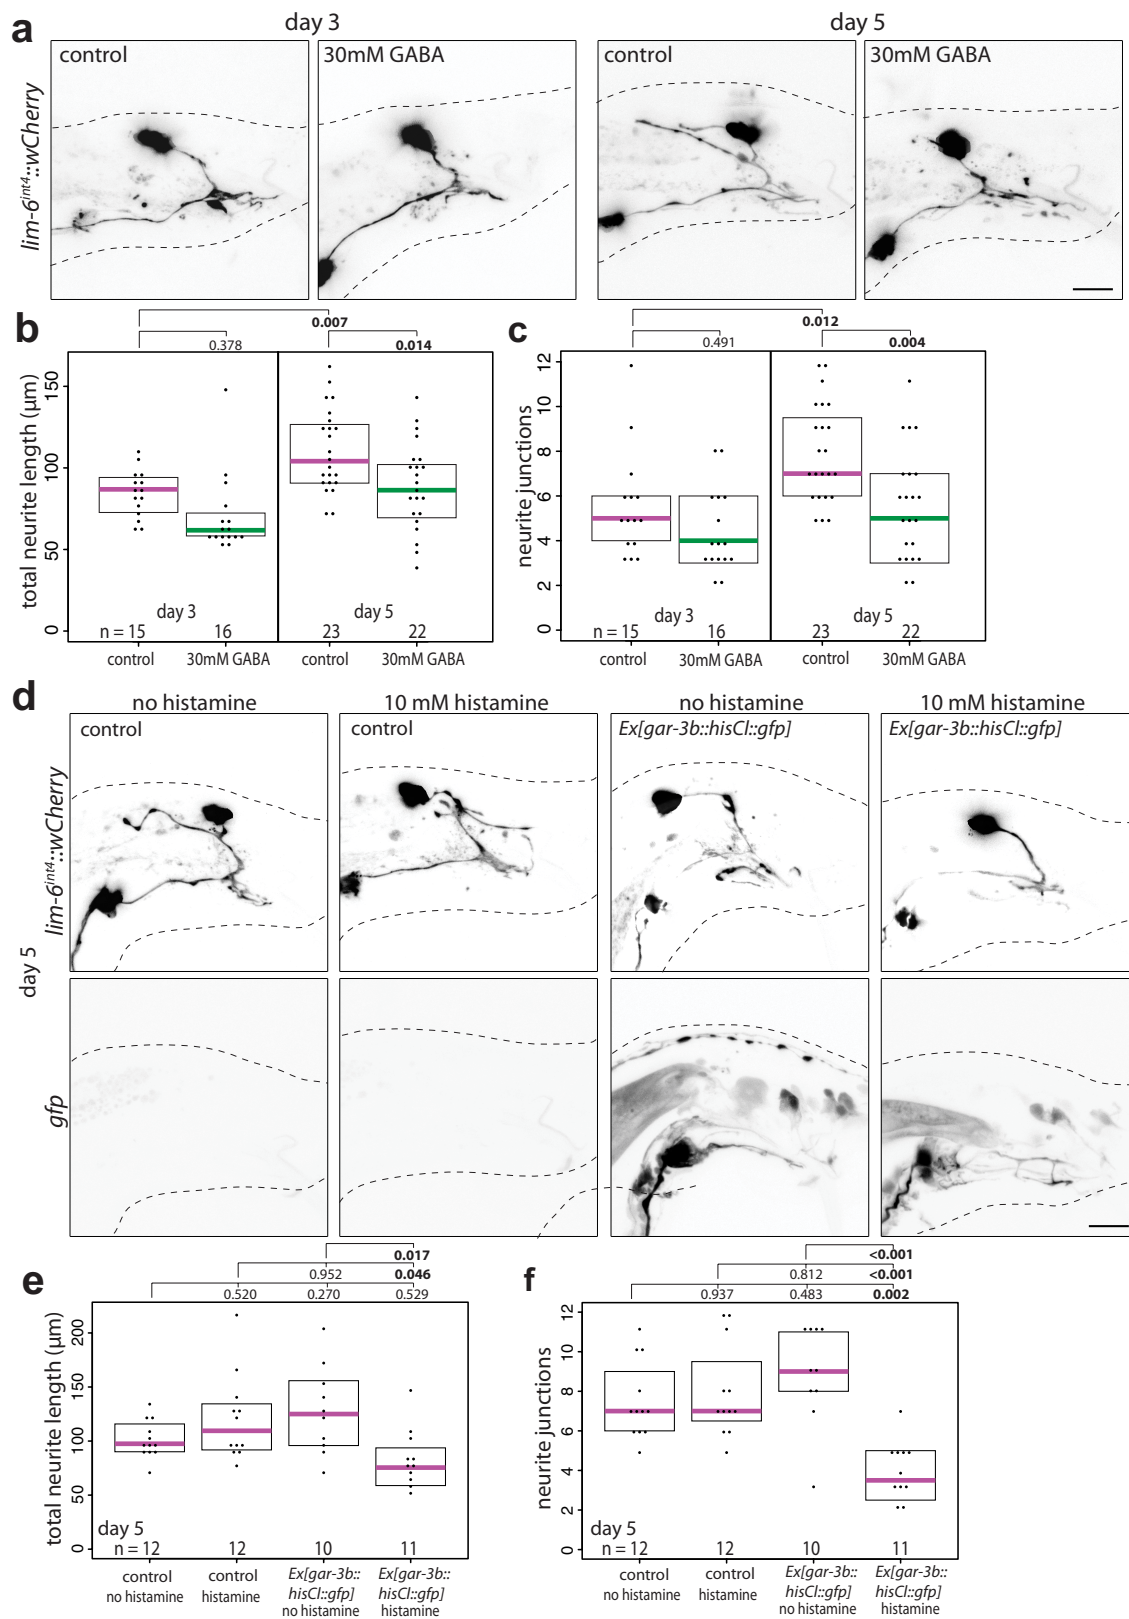 a
day 3
day 5
control
30mM GABA
control
30mM GABA
lim-6int4::wCherry
b
0.007
0.378
0.014
total neurite length (µm)
150
100
50
0
day 3
day 5
n = 15
16
23
22
control
30mM GABA
control
30mM GABA
c
0.012
0.491
0.004
neurite junctions
12
10
8
6
4
2
0
day 3
day 5
n = 15
16
23
22
control
30mM GABA
control
30mM GABA
d
no histamine
10 mM histamine
no histamine
10 mM histamine
control
control
Ex[gar-3b::hisCl::gfp]
Ex[gar-3b::hisCl::gfp]
day 5
lim-6int4::wCherry
gfp
e
0.017
0.952
0.046
0.520
0.270
0.529
total neurite length (µm)
200
150
100
50
0
day 5
n = 12
12
10
11
control
no histamine
control
histamine
Ex[gar-3b::
hisCl::gfp]
no histamine
Ex[gar-3b::
hisCl::gfp]
histamine
f
<0.001
0.812
<0.001
0.937
0.483
0.002
neurite junctions
12
10
8
6
4
2
0
day 5
n = 12
12
10
11
control
no histamine
control
histamine
Ex[gar-3b::
hisCl::gfp]
no histamine
Ex[gar-3b::
hisCl::gfp]
histamine